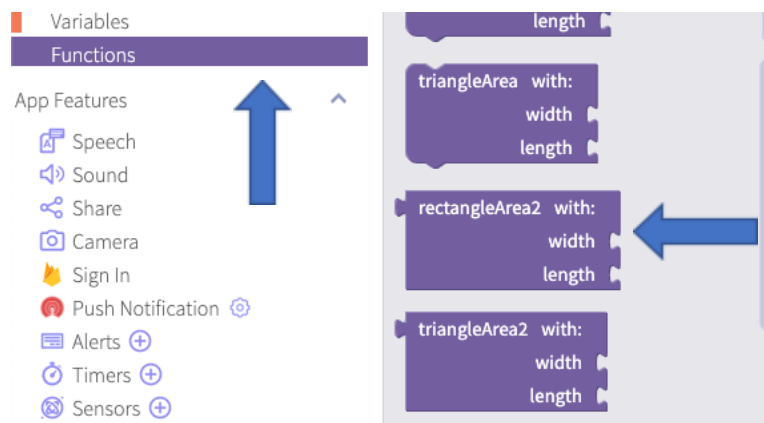 Variables
Functions
App Features
Speech
Sound
Share
Camera
Sign In
Push Notification
Alerts
Timers
Sensors
length
triangleArea with:
width
length
rectangleArea2 with:
width
length
triangleArea2 with:
width
length